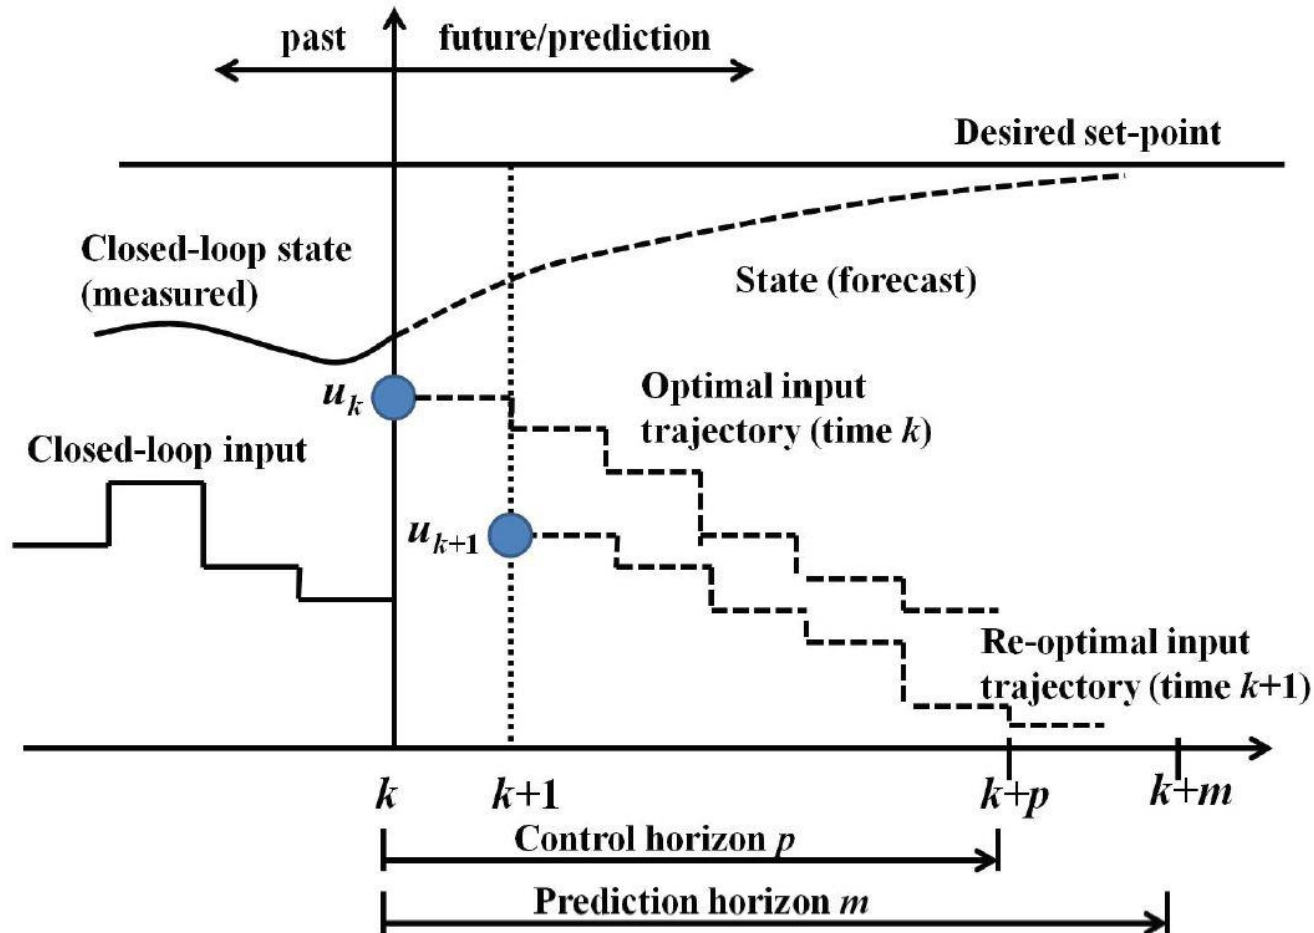 past
future/prediction
Desired set-point
Closed-loop state
(measured)
State (forecast)
u_k
Optimal input
trajectory (time k)
Closed-loop input
u_{k+1}
Re-optimal input
trajectory (time k+1)
k
k+1
k+p
k+m
Control horizon p
Prediction horizon m